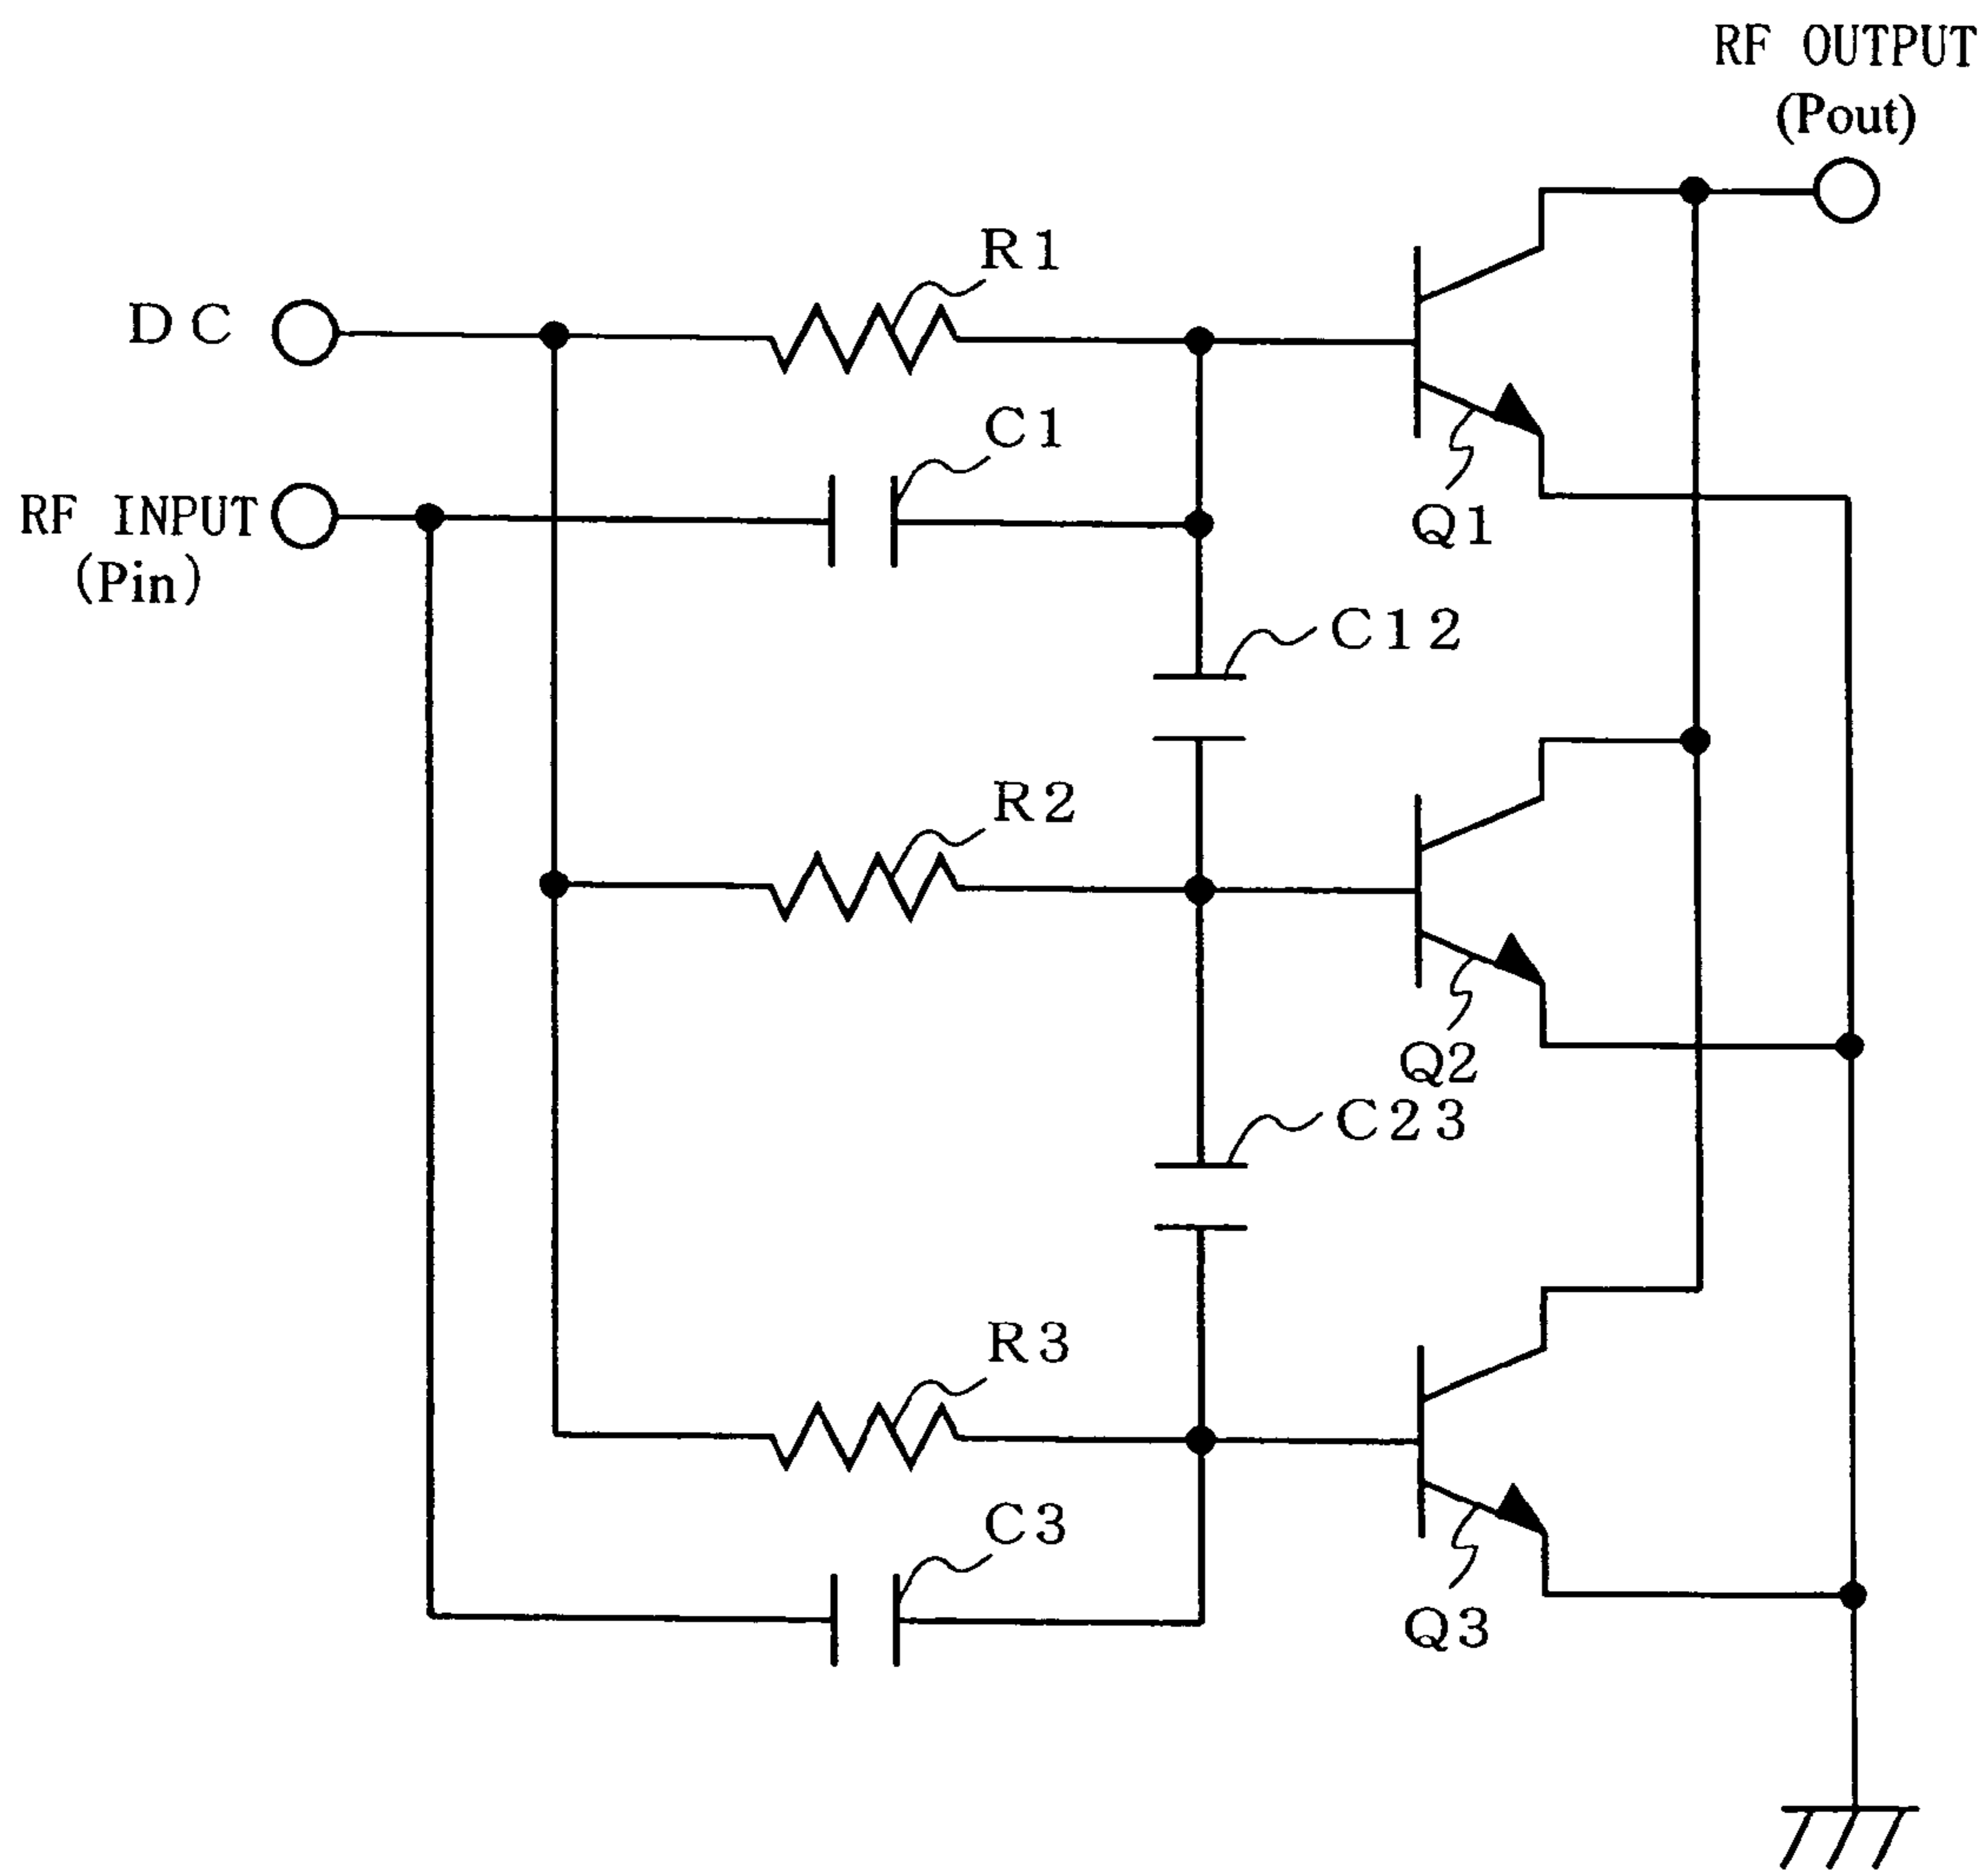 RF OUTPUT
(Pout)
R1
DC
C1
RF INPUT
(Pin)
Q1
C12
R2
Q2
C23
R3
C3
Q3